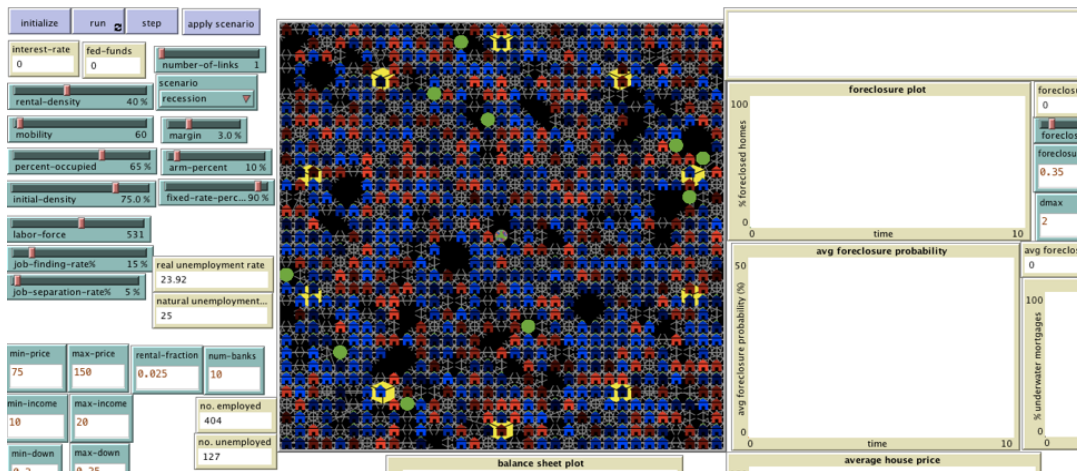 initialize
run
step
apply scenario
interest-rate
0
fed-funds
0
number-of-links 1
scenario
recession
rental-density 40 %
mobility 60
margin 3.0 %
percent-occupied 65 %
arm-percent 10 %
initial-density 75.0 %
fixed-rate-perc... 90 %
labor-force 531
job-finding-rate% 15 %
job-separation-rate% 5 %
real unemployment rate
23.92
natural unemployment...
25
min-price
75
max-price
150
rental-fraction
0.025
num-banks
10
min-income
10
max-income
20
no. employed
404
min-down
max-down
0.25
no. unemployed
127
foreclosure plot
100
% foreclosed homes
0
0
time
10
foreclosu
0
foreclos
foreclosu
0.35
dmax
2
avg foreclosure probability
50
avg foreclosure probability (%)
0
0
time
10
avg foreclos
0
100
% underwater mortgages
0
0
balance sheet plot
average house price